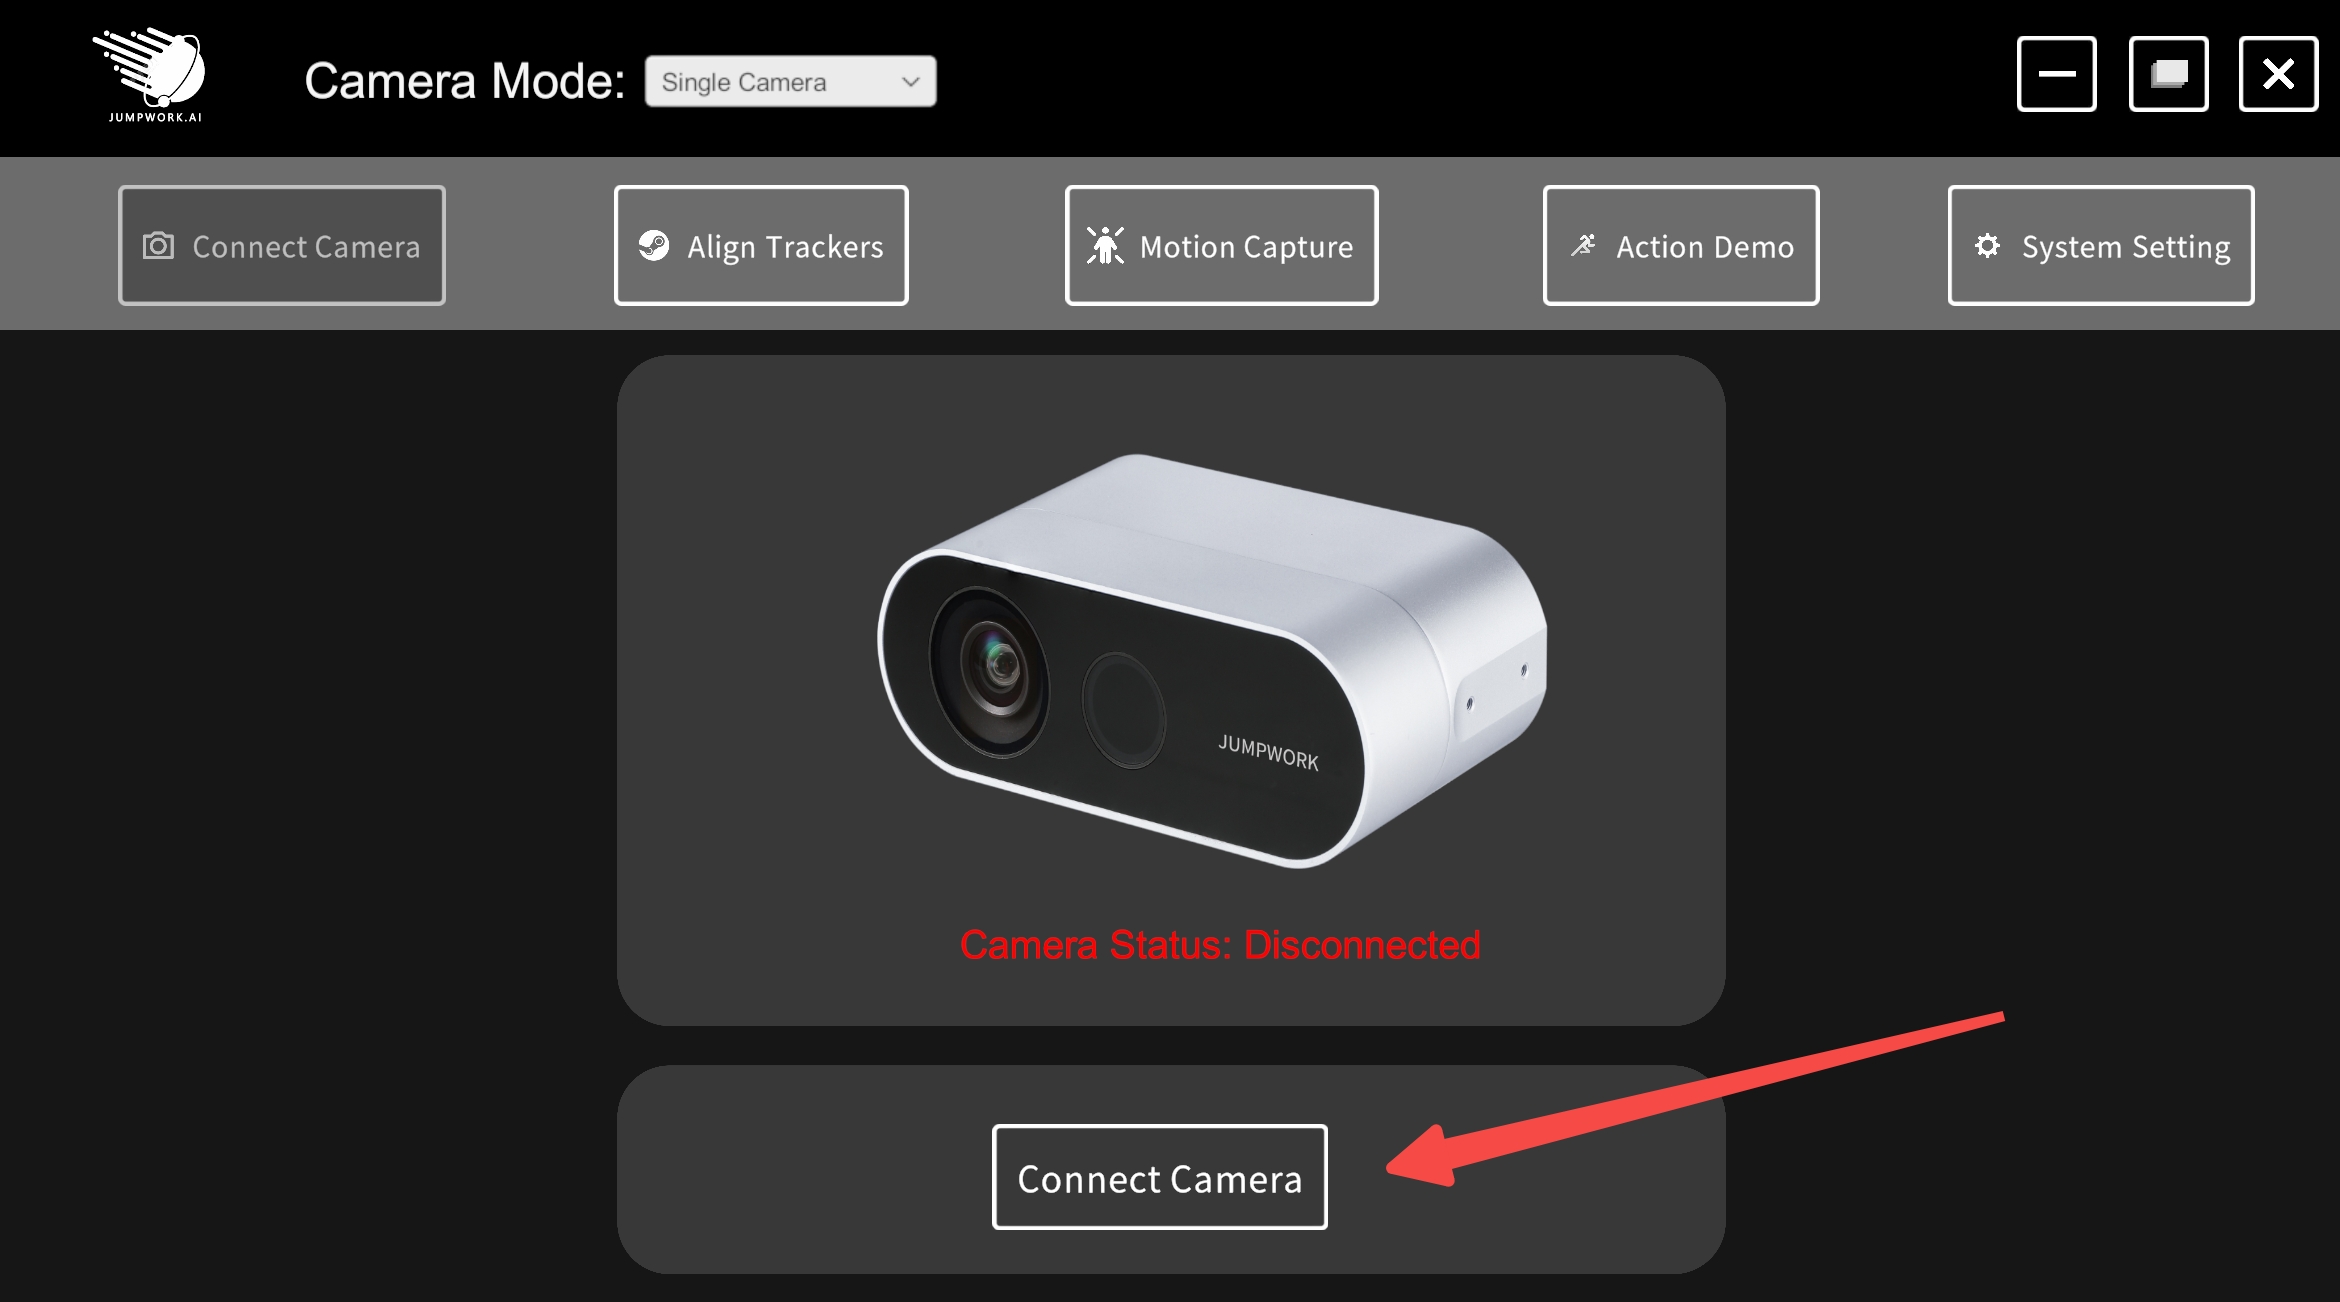 JUMPWORK.AI
Camera Mode:
Single Camera
Connect Camera
Align Trackers
Motion Capture
Action Demo
System Setting
JUMPWORK
Camera Status: Disconnected
Connect Camera